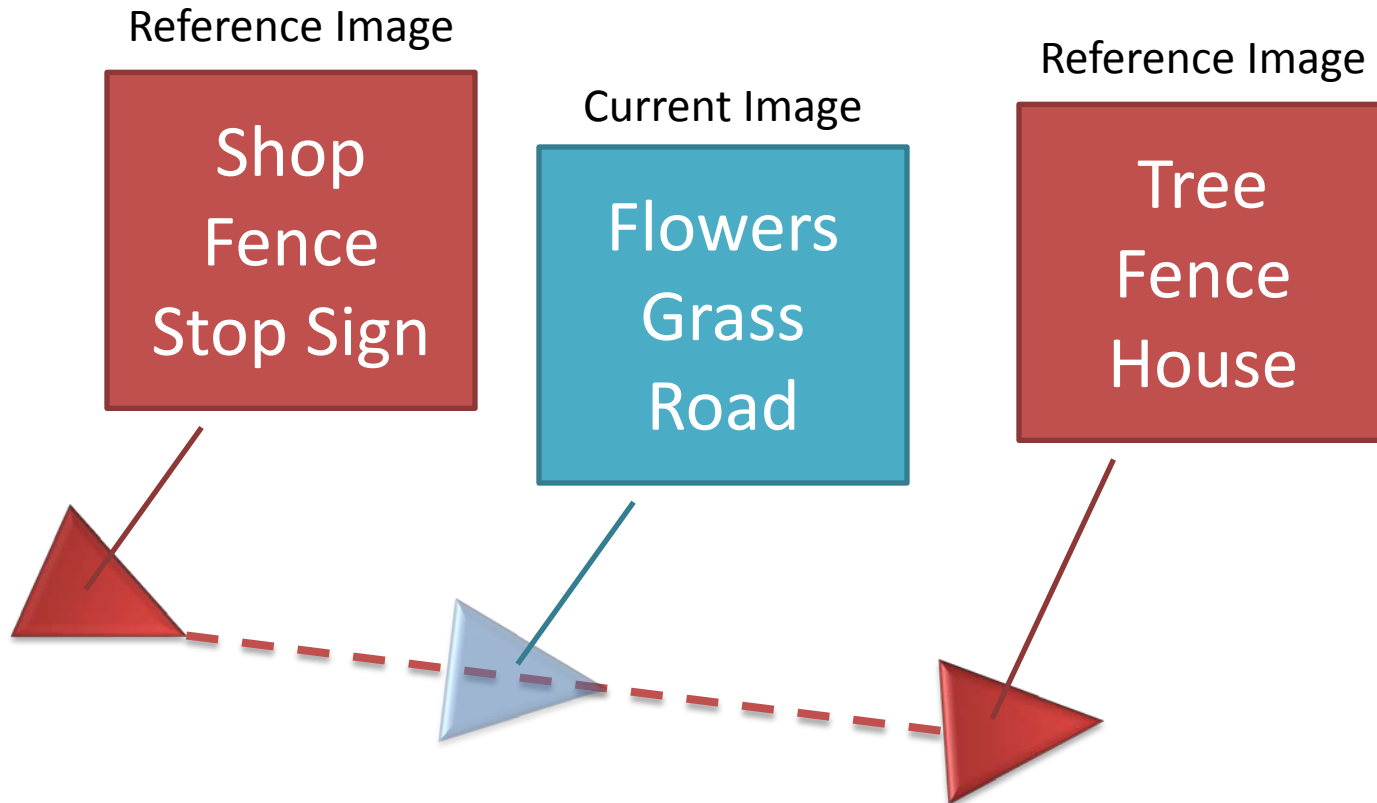 Reference Image
Shop
Fence
Stop Sign
Current Image
Flowers
Grass
Road
Reference Image
Tree
Fence
House